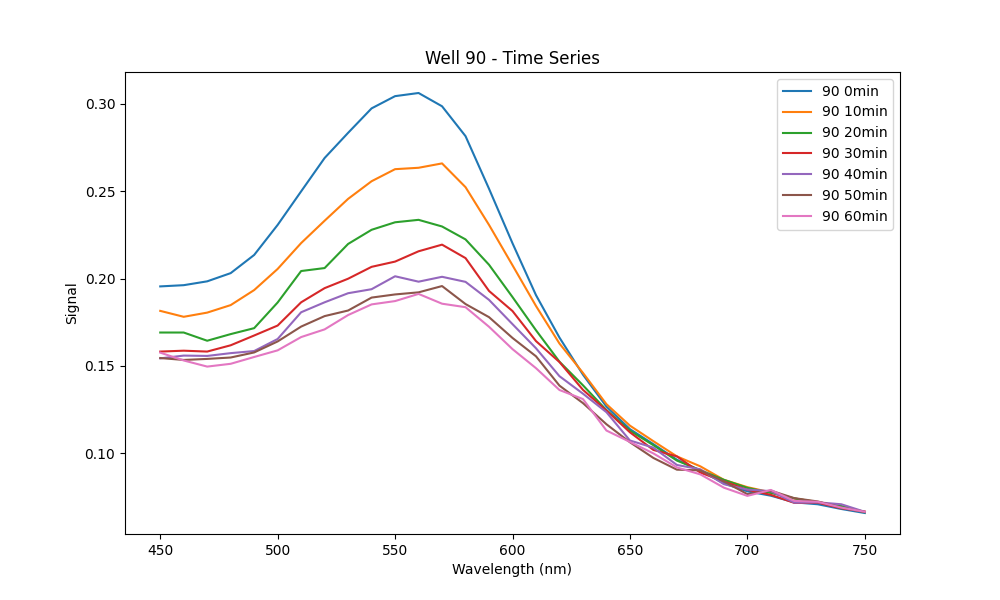 Well 90 - Time Series
Signal
0.30
0.25
0.20
0.15
0.10
450 500 550 600 650 700 750
Wavelength (nm)
90 0min
90 10min
90 20min
90 30min
90 40min
90 50min
90 60min